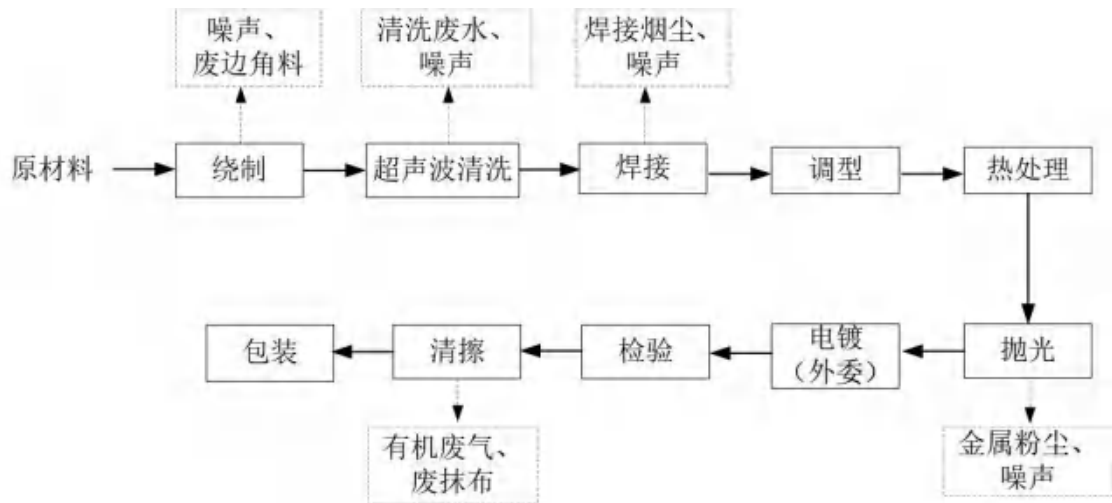 噪声、
废边角料
清洗废水、
噪声
焊接烟尘、
噪声
原材料
绕制
超声波清洗
焊接
调型
热处理
包装
清擦
检验
电镀
（外委）
抛光
有机废气、
废抹布
金属粉尘、
噪声